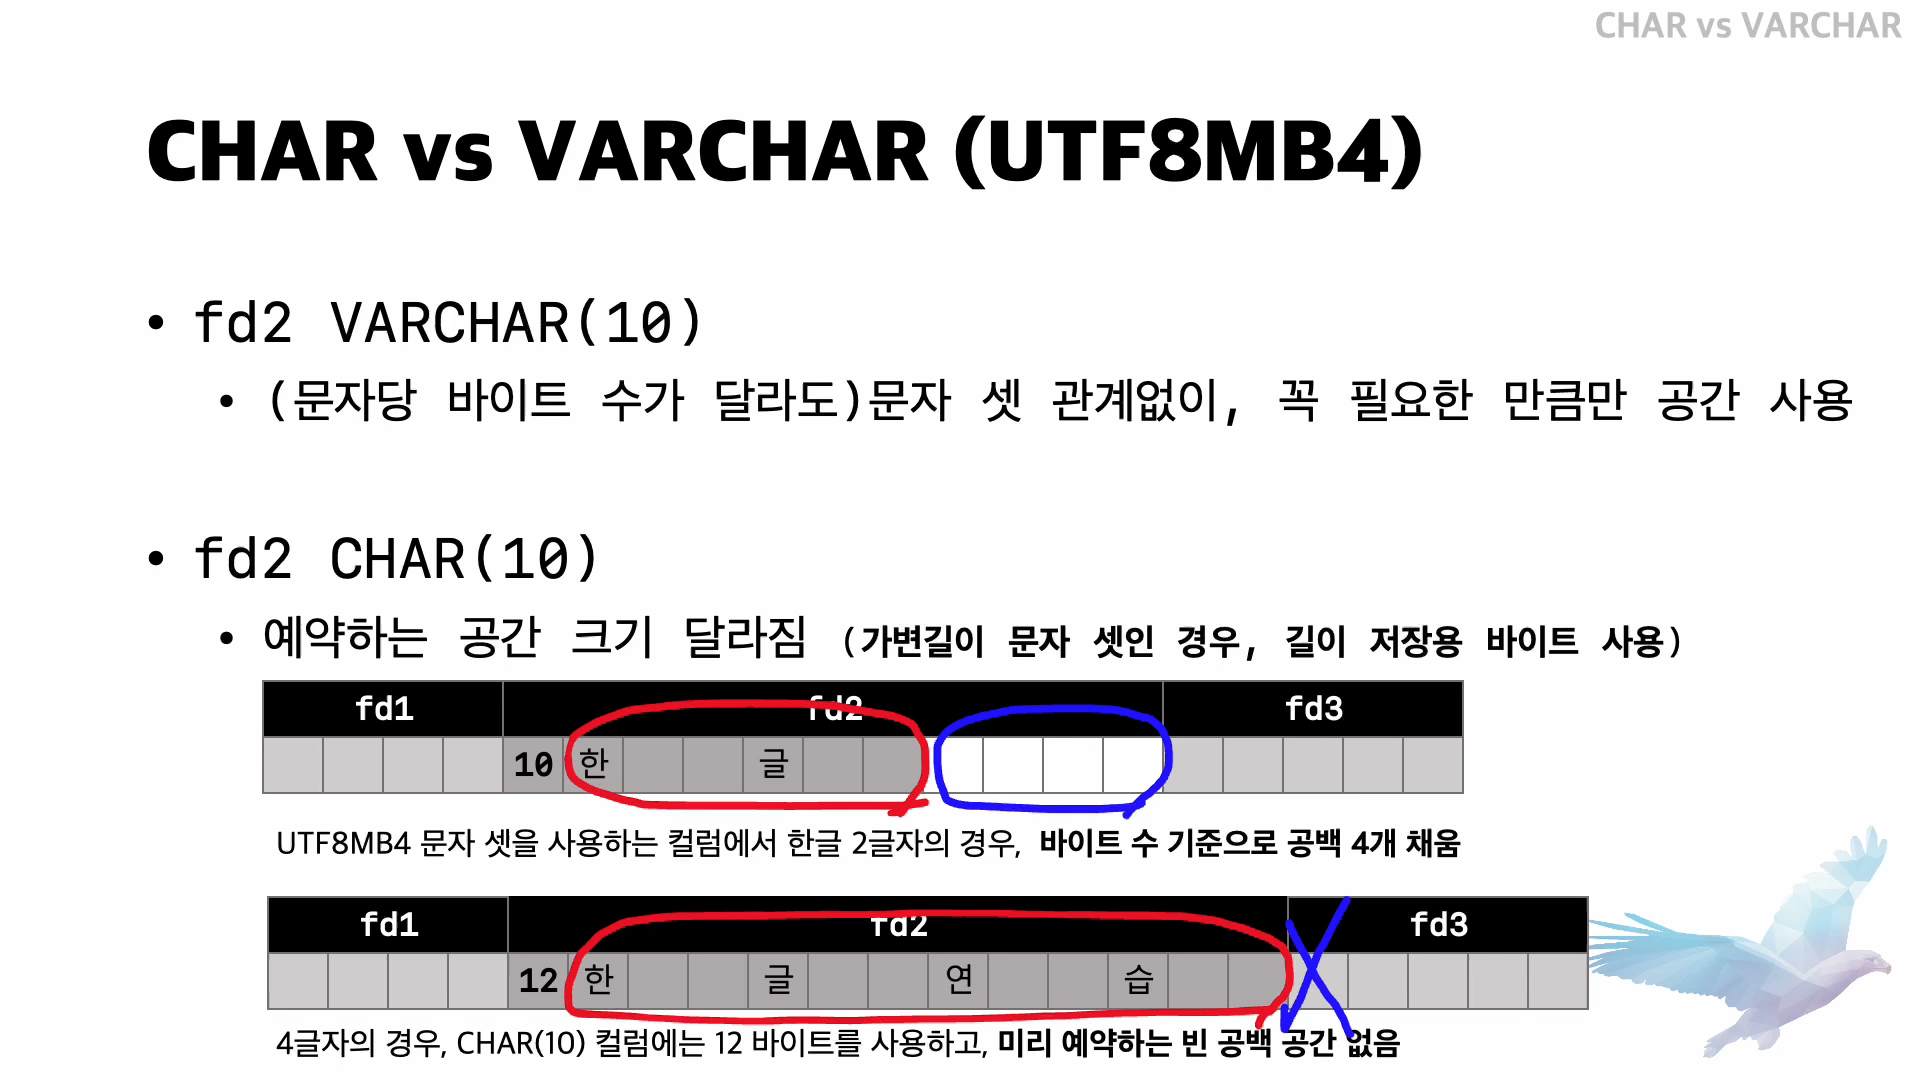 CHAR vs VARCHAR
CHAR vs VARCHAR (UTF8MB4)
• fd2 VARCHAR(10)
• (문자당 바이트 수가 달라도)문자 셋 관계없이, 꼭 필요한 만큼만 공간 사용
• fd2 CHAR(10)
• 예약하는 공간 크기 달라짐 (가변길이 문자 셋인 경우, 길이 저장용 바이트 사용)
fd1 fd2 fd3
10 한 글
UTF8MB4 문자 셋을 사용하는 컬럼에서 한글 2글자의 경우, 바이트 수 기준으로 공백 4개 채움
fd1 fd2 fd3
12 한 글 연 습
4글자의 경우, CHAR(10) 컬럼에는 12 바이트를 사용하고, 미리 예약하는 빈 공백 공간 없음